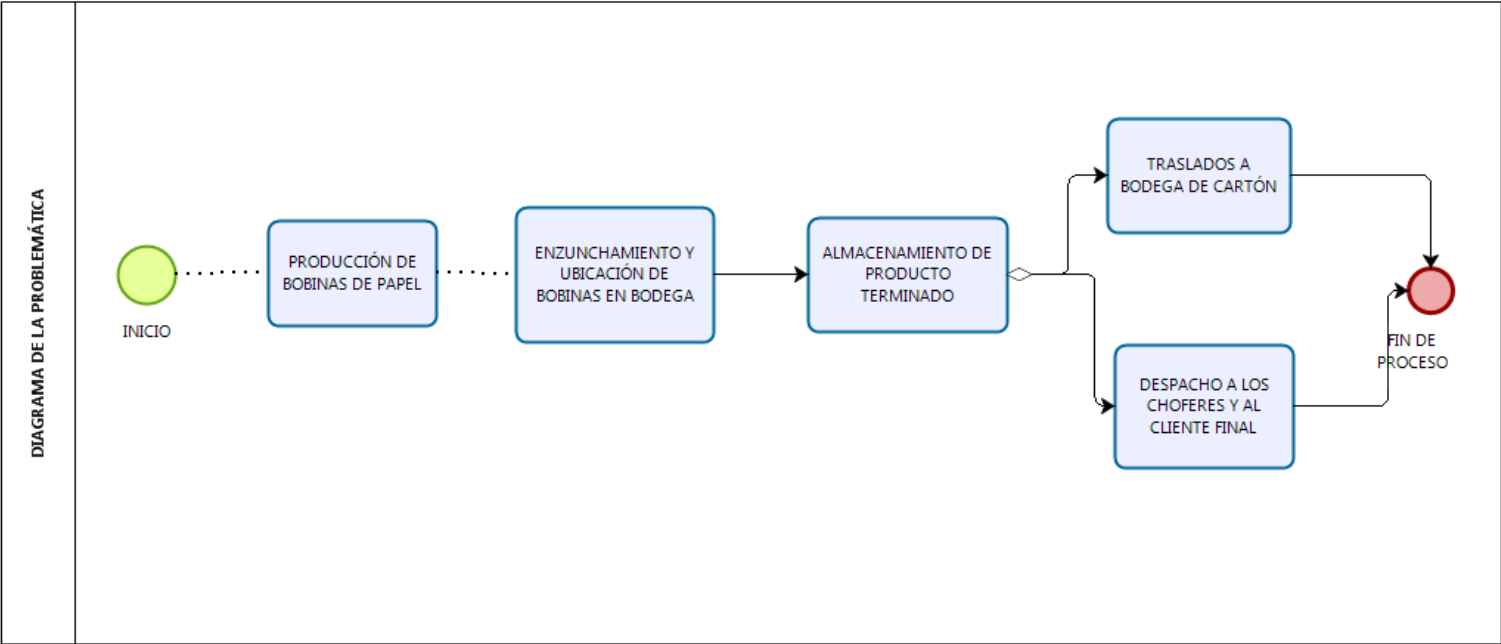 DIAGRAMA DE LA PROBLEMÁTICA
INICIO
PRODUCCIÓN DE
BOBINAS DE PAPEL
ENZUNCHAMIENTO Y
UBICACIÓN DE
BOBINAS EN BODEGA
ALMACENAMIENTO DE
PRODUCTO
TERMINADO
TRASLADOS A
BODEGA DE CARTÓN
DESPACHO A LOS
CHOFERES Y AL
CLIENTE FINAL
FIN DE
PROCESO